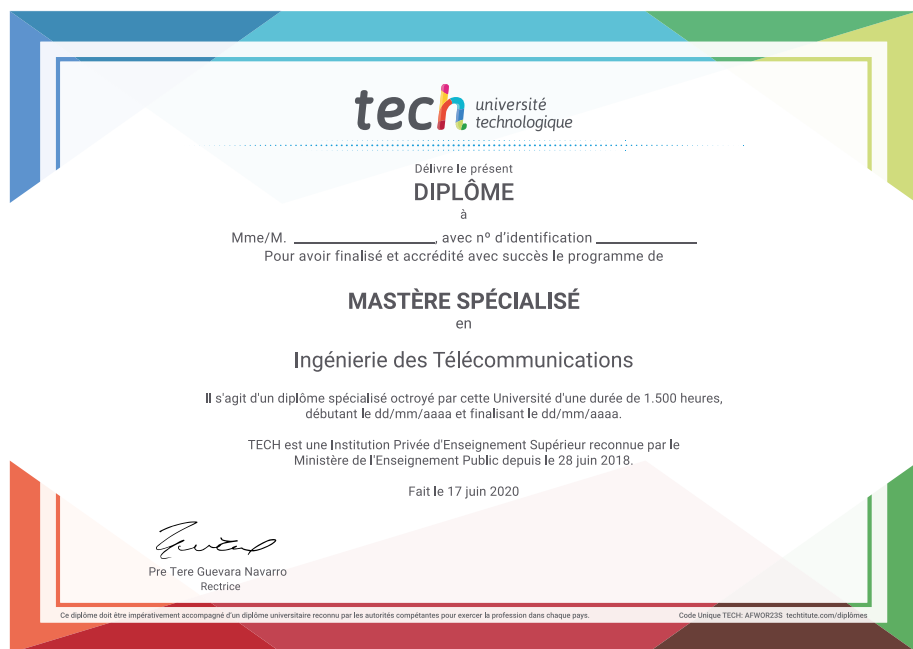 tech université
technologique
Délivre le présent
DIPLÔME
à
Mme/M. ____________________, avec nº d'identification ______________
Pour avoir finalisé et accrédité avec succès le programme de
MASTÈRE SPÉCIALISÉ
en
Ingénierie des Télécommunications
Il s'agit d'un diplôme spécialisé octroyé par cette Université d'une durée de 1.500 heures,
débutant le dd/mm/aaaa et finalisant le dd/mm/aaaa.
TECH est une Institution Privée d'Enseignement Supérieur reconnue par le
Ministère de l'Enseignement Public depuis le 28 juin 2018.
Fait le 17 juin 2020
Pre Tere Guevara Navarro
Rectrice
Ce diplôme doit être impérativement accompagné d'un diplôme universitaire reconnu par les autorités compétentes pour exercer la profession dans chaque pays.
Code Unique TECH: AFWOR23S techtitute.com/diplômes